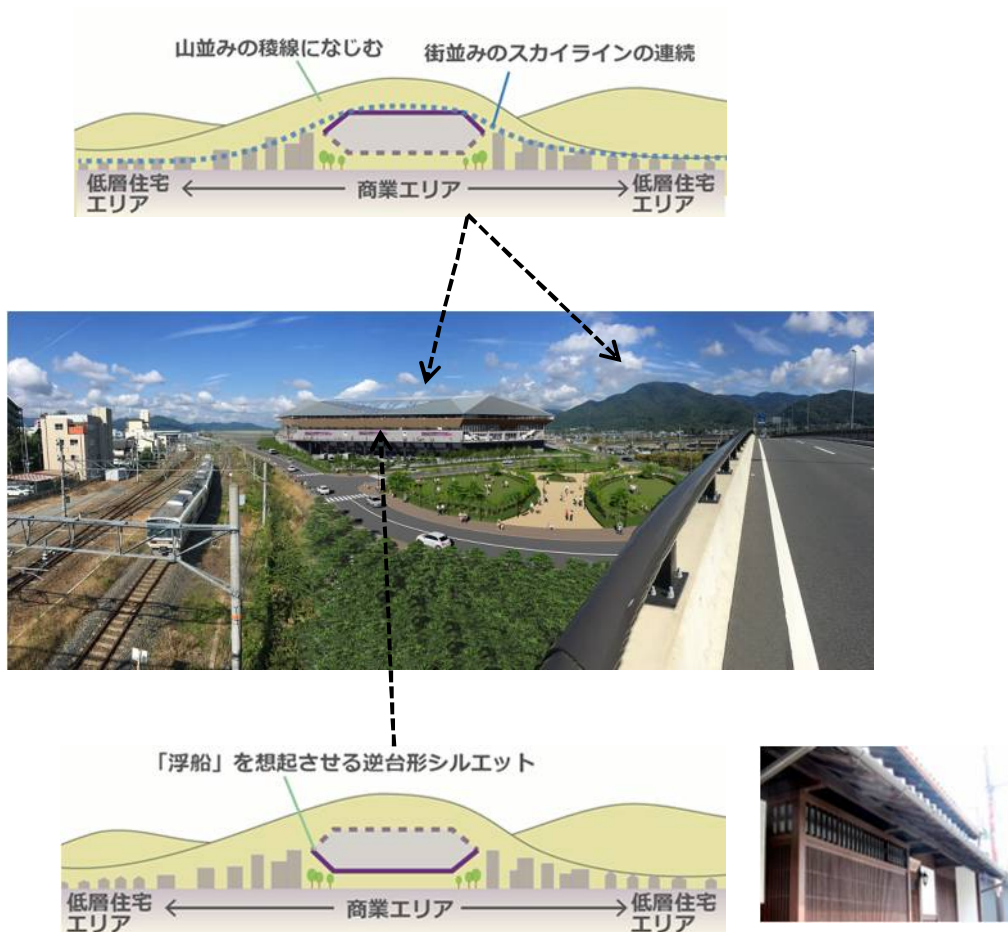 山並みの稜線になじむ
街並みのスカイラインの連続
低層住宅
エリア
商業エリア
低層住宅
エリア
「浮船」を想起させる逆台形シルエット
低層住宅
エリア
商業エリア
低層住宅
エリア